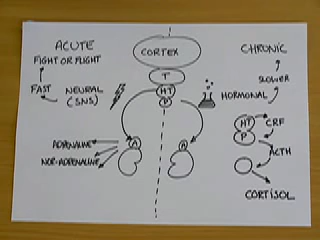 ACUTE
FIGHT OR FLIGHT
FAST
NEURAL
(SNS)
ADRENALINE
NOR-ADRENALINE
CORTEX
T
HT
P
A
A
CHRONIC
SLOWER
HORMONAL
HT
P
CRF
ACTH
CORTISOL